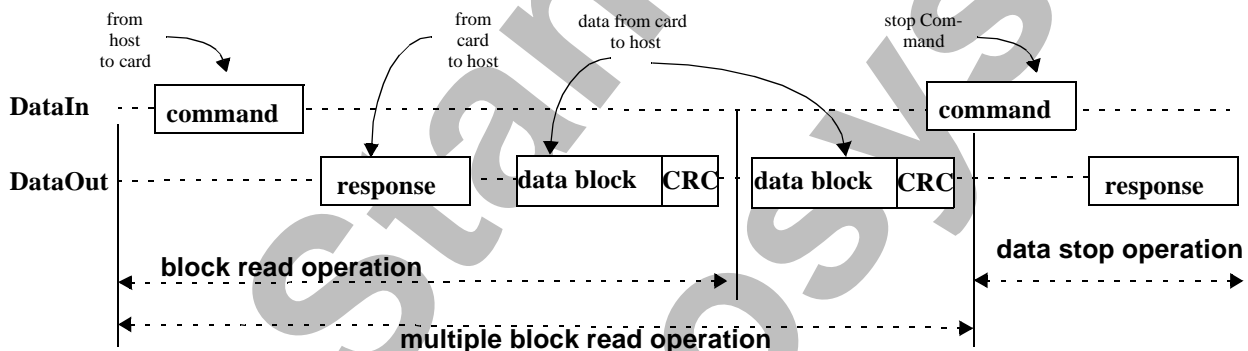 from
host
to card
from
card
to host
data from card
to host
stop Com-
mand
DataIn
command
command
DataOut
response
data block
CRC
data block
CRC
response
block read operation
data stop operation
multiple block read operation